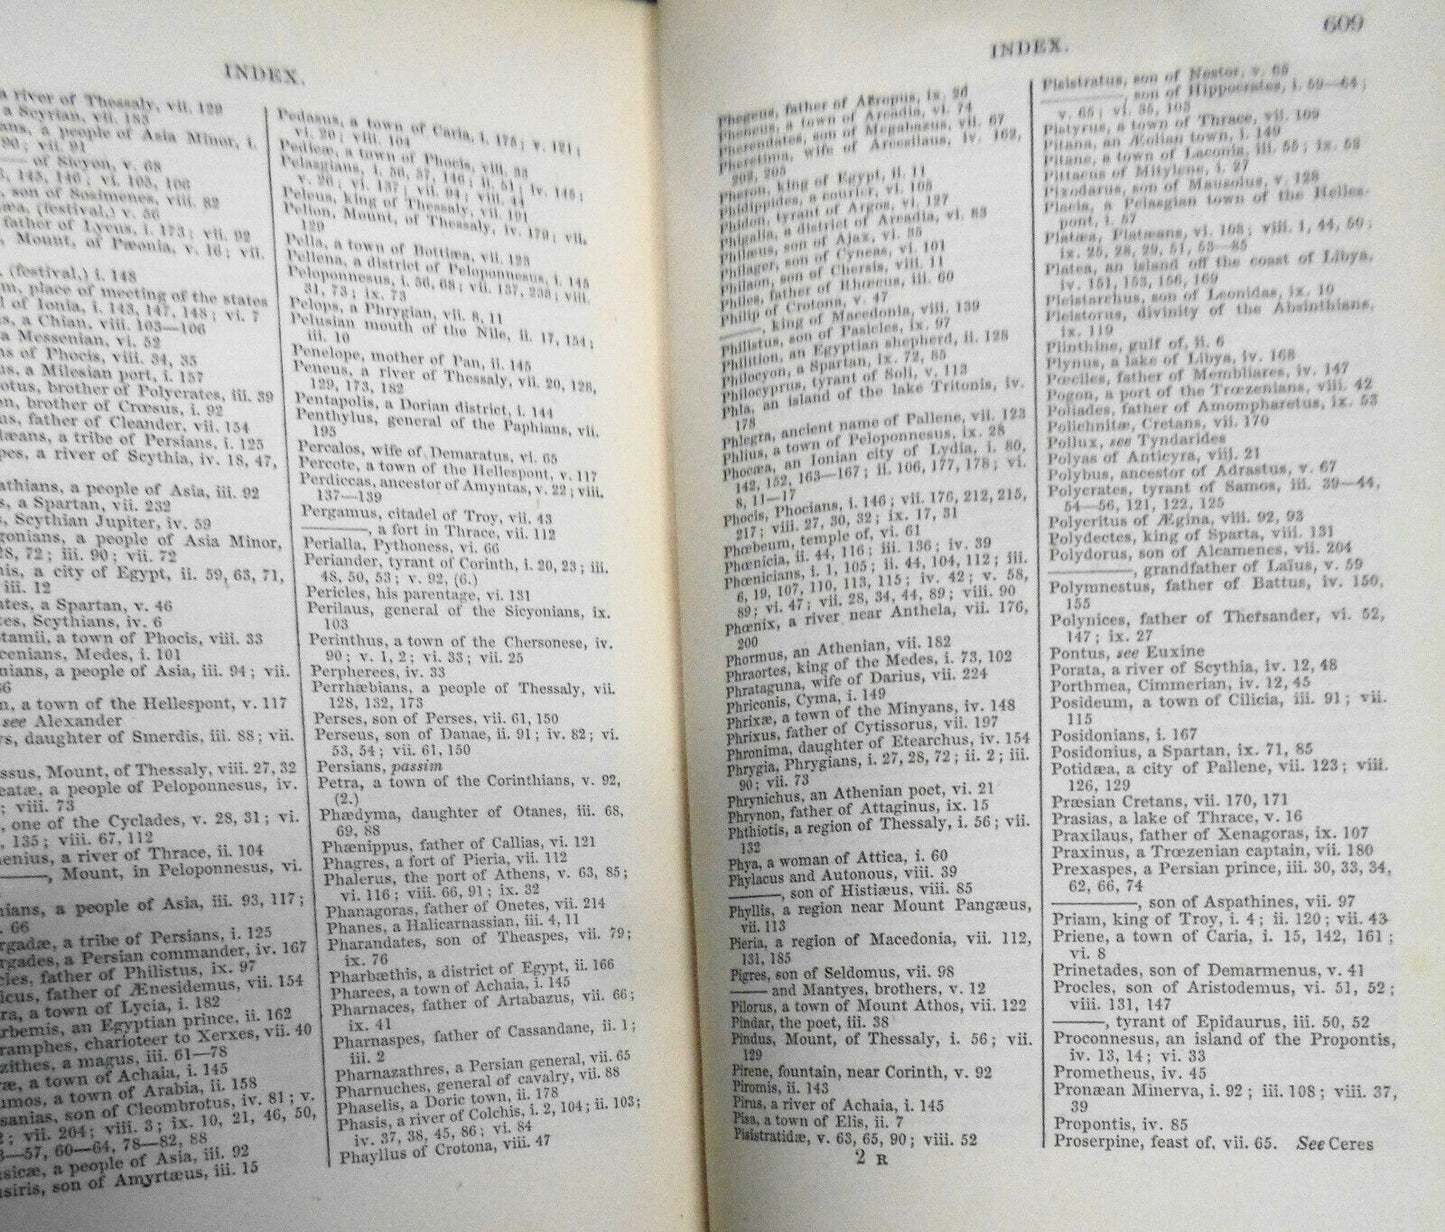 INDEX.
a river of Thessaly, vii. 129
a Scyrian, vii. 183
ans, a people of Asia Minor, i.
90; vii. 91
—— of Sicyon, v. 68
145, 146; vi. 105, 106
, son of Sosimenes, viii. 82
æa, (festival,) v. 56
father of Lycus, i. 173; vii. 92
, Mount, of Pæonia, v. 16; vii.
, (festival,) i. 148
m, place of meeting of the states
l of Ionia, i. 143, 147, 148; vi. 7
s, a Chian, viii. 103—106
a Messenian, vi. 52
ns of Phocis, viii. 34, 35
us, a Milesian port, i. 157
otus, brother of Polycrates, iii. 39
on, brother of Crœsus, i. 92
us, father of Cleander, vii. 154
læans, a tribe of Persians, i. 125
pes, a river of Scythia, iv. 18, 47,
athians, a people of Asia, iii. 92
s, a Spartan, vii. 232
s, Scythian Jupiter, iv. 59
gonians, a people of Asia Minor,
28, 72; iii. 90; vii. 72
his, a city of Egypt, ii. 59, 63, 71,
iii. 12
ates, a Spartan, v. 46
tes, Scythians, iv. 6
otamii, a town of Phocis, viii. 33
acenians, Medes, i. 101
nians, a people of Asia, iii. 94; vii.
66
n, a town of the Hellespont, v. 117
see Alexander
ys, daughter of Smerdis, iii. 88; vii.
ssus, Mount, of Thessaly, viii. 27, 32
eatæ, a people of Peloponnesus, iv.
; viii. 73
, one of the Cyclades, v. 28, 31; vi.
, 135; viii. 67, 112
henius, a river of Thrace, ii. 104
——, Mount, in Peloponnesus, vi.
hians, a people of Asia, iii. 93, 117;
. 66
argadæ, a tribe of Persians, i. 125
rgades, a Persian commander, iv. 167
cles, father of Philistus, ix. 97
icus, father of Ænesidemus, vii. 154
ra, a town of Lycia, i. 182
rbemis, an Egyptian prince, ii. 162
ramphes, charioteer to Xerxes, vii. 40
zithes, a magus, iii. 61—78
ræ, a town of Achaia, i. 145
umos, a town of Arabia, ii. 158
sanias, son of Cleombrotus, iv. 81; v.
2; vii. 204; viii. 3; ix. 10, 21, 46, 50,
3—57, 60—64, 78—82, 88
sicæ, a people of Asia, iii. 92
siris, son of Amyrtæus, iii. 15
Pedasus, a town of Caria, i. 175; v. 121;
vi. 20; viii. 104
Pedieæ, a town of Phocis, viii. 33
Pelasgians, i. 56, 57, 146; ii. 51; iv. 145;
v. 26; vi. 137; vii. 94; viii. 44
Peleus, king of Thessaly, vii. 191
Pelion, Mount, of Thessaly, iv. 179; vii.
129
Pella, a town of Bottiæa, vii. 123
Pellena, a district of Peloponnesus, i. 145
Peloponnesus, i. 56, 68; vii. 137, 235; viii.
31, 73; ix. 73
Pelops, a Phrygian, vii. 8, 11
Pelusian mouth of the Nile, ii. 17, 154;
iii. 10
Penelope, mother of Pan, ii. 145
Peneus, a river of Thessaly, vii. 20, 128,
129, 173, 182
Pentapolis, a Dorian district, i. 144
Penthylus, general of the Paphians, vii.
195
Percalos, wife of Demaratus, vi. 65
Percote, a town of the Hellespont, v. 117
Perdiccas, ancestor of Amyntas, v. 22; viii.
137—139
Pergamus, citadel of Troy, vii. 43
——, a fort in Thrace, vii. 112
Perialla, Pythoness, vi. 66
Periander, tyrant of Corinth, i. 20, 23; iii.
48, 50, 53; v. 92, (6.)
Pericles, his parentage, vi. 131
Perilaus, general of the Sicyonians, ix.
103
Perinthus, a town of the Chersonese, iv.
90; v. 1, 2; vi. 33; vii. 25
Perpherees, iv. 33
Perrhæbians, a people of Thessaly, vii.
128, 132, 173
Perses, son of Perses, vii. 61, 150
Perseus, son of Danae, ii. 91; iv. 82; vi.
53, 54; vii. 61, 150
Persians, passim
Petra, a town of the Corinthians, v. 92,
(2.)
Phædyma, daughter of Otanes, iii. 68,
69, 88
Phænippus, father of Callias, vi. 121
Phagres, a fort of Pieria, vii. 112
Phalerus, the port of Athens, v. 63, 85;
vi. 116; viii. 66, 91; ix. 32
Phanagoras, father of Onetes, vii. 214
Phanes, a Halicarnassian, iii. 4, 11
Pharandates, son of Theaspes, vii. 79;
ix. 76
Pharbæthis, a district of Egypt, ii. 166
Pharees, a town of Achaia, i. 145
Pharnaces, father of Artabazus, vii. 66;
ix. 41
Pharnaspes, father of Cassandane, ii. 1;
iii. 2
Pharnazathres, a Persian general, vii. 65
Pharnuches, general of cavalry, vii. 88
Phaselis, a Doric town, ii. 178
Phasis, a river of Colchis, i. 2, 104; ii. 103;
iv. 37, 38, 45, 86; vi. 84
Phayllus of Crotona, viii. 47
INDEX.
609
Phegeus, father of Aëropus, ix. 26
Pheneus, a town of Arcadia, vi. 74
Pherendates, son of Megabazus, vii. 67
Pheretima, wife of Arcesilaus, iv. 162,
202, 205
Pheron, king of Egypt, ii. 11
Phidippides, a courier, vi. 105
Phidon, tyrant of Argos, vi. 127
Phigalia, a district of Arcadia, vi. 83
Philæus, son of Ajax, vi. 35
Philager, son of Cyneas, vi. 101
Philaon, son of Chersis, viii. 11
Philes, father of Rhœcus, iii. 60
Philip of Crotona, v. 47
——, king of Macedonia, viii. 139
Philistus, son of Pasicles, ix. 97
Philition, an Egyptian shepherd, ii. 128
Philocyon, a Spartan, ix. 72, 85
Philocyprus, tyrant of Soli, v. 113
Phla, an island of the lake Tritonis, iv.
178
Phlegra, ancient name of Pallene, vii. 123
Phlius, a town of Peloponnesus, ix. 28
Phocæa, an Ionian city of Lydia, i. 80,
142, 152, 163—167; ii. 106, 177, 178; vi.
8, 11—17
Phocis, Phocians, i. 146; vii. 176, 212, 215,
217; viii. 27, 30, 32; ix. 17, 31
Phœbeum, temple of, vi. 61
Phœnicia, ii. 44, 116; iii. 136; iv. 39
Phœnicians, i. 1, 105; ii. 44, 104, 112; iii.
6, 19, 107, 110, 113, 115; iv. 42; v. 58,
89; vi. 47; vii. 28, 34, 44, 89; viii. 90
Phœnix, a river near Anthela, vii. 176,
200
Phormus, an Athenian, vii. 182
Phraortes, king of the Medes, i. 73, 102
Phrataguna, wife of Darius, vii. 224
Phriconis, Cyma, i. 149
Phrixæ, a town of the Minyans, iv. 148
Phrixus, father of Cytissorus, vii. 197
Phronima, daughter of Etearchus, iv. 154
Phrygia, Phrygians, i. 27, 28, 72; ii. 2; iii.
90; vii. 73
Phrynichus, an Athenian poet, vi. 21
Phrynon, father of Attaginus, ix. 15
Phthiotis, a region of Thessaly, i. 56; vii.
132
Phya, a woman of Attica, i. 60
Phylacus and Autonous, viii. 39
——, son of Histiæus, viii. 85
Phyllis, a region near Mount Pangæus,
vii. 113
Pieria, a region of Macedonia, vii. 112,
131, 185
Pigres, son of Seldomus, vii. 98
—— and Mantyes, brothers, v. 12
Pilorus, a town of Mount Athos, vii. 122
Pindar, the poet, iii. 38
Pindus, Mount, of Thessaly, i. 56; vii.
129
Pirene, fountain, near Corinth, v. 92
Piromis, ii. 143
Pirus, a river of Achaia, i. 145
Pisa, a town of Elis, ii. 7
Pisistratidæ, v. 63, 65, 90; viii. 52
2 R
Pisistratus, son of Nestor, v. 65
——, son of Hippocrates, i. 59—64;
v. 65; vi. 35, 103
Pistyrus, a town of Thrace, vii. 109
Pitana, an Æolian town, i. 149
Pitane, a town of Laconia, iii. 55; ix. 53
Pittacus of Mitylene, i. 27
Pixodarus, son of Mausolus, v. 128
Placia, a Pelasgian town of the Helles-
pont, i. 57
Platæa, Platæans, vi. 108; viii. 1, 44, 50;
ix. 25, 28, 29, 51, 53—85
Platea, an island off the coast of Libya,
iv. 151, 153, 156, 169
Pleistarchus, son of Leonidas, ix. 10
Pleistorus, divinity of the Absinthians,
ix. 119
Plinthine, gulf of, ii. 6
Plynus, a lake of Libya, iv. 168
Pœciles, father of Membliares, iv. 147
Pogon, a port of the Trœzenians, viii. 42
Poliades, father of Amompharetus, ix. 53
Polichnitæ, Cretans, vii. 170
Pollux, see Tyndarides
Polyas of Anticyra, viii. 21
Polybus, ancestor of Adrastus, v. 67
Polycrates, tyrant of Samos, iii. 39—44,
54—56, 121, 122, 125
Polycritus of Ægina, viii. 92, 93
Polydectes, king of Sparta, viii. 131
Polydorus, son of Alcamenes, vii. 204
——, grandfather of Laïus, v. 59
Polymnestus, father of Battus, iv. 150,
155
Polynices, father of Thersander, vi. 52,
147; ix. 27
Pontus, see Euxine
Porata, a river of Scythia, iv. 12, 48
Porthmea, Cimmerian, iv. 12, 45
Posideum, a town of Cilicia, iii. 91; vii.
115
Posidonians, i. 167
Posidonius, a Spartan, ix. 71, 85
Potidæa, a city of Pallene, vii. 123; viii.
126, 129
Præsian Cretans, vii. 170, 171
Prasias, a lake of Thrace, v. 16
Praxilaus, father of Xenagoras, ix. 107
Praxinus, a Trœzenian captain, vii. 180
Prexaspes, a Persian prince, iii. 30, 33, 34,
62, 66, 74
——, son of Aspathines, vii. 97
Priam, king of Troy, i. 4; ii. 120; vii. 43
Priene, a town of Caria, i. 15, 142, 161;
vi. 8
Prinetades, son of Demarmenus, v. 41
Procles, son of Aristodemus, vi. 51, 52;
viii. 131, 147
——, tyrant of Epidaurus, iii. 50, 52
Proconnesus, an island of the Propontis,
iv. 13, 14; vi. 33
Prometheus, iv. 45
Pronæan Minerva, i. 92; iii. 108; viii. 37,
39
Propontis, iv. 85
Proserpine, feast of, vii. 65. See Ceres